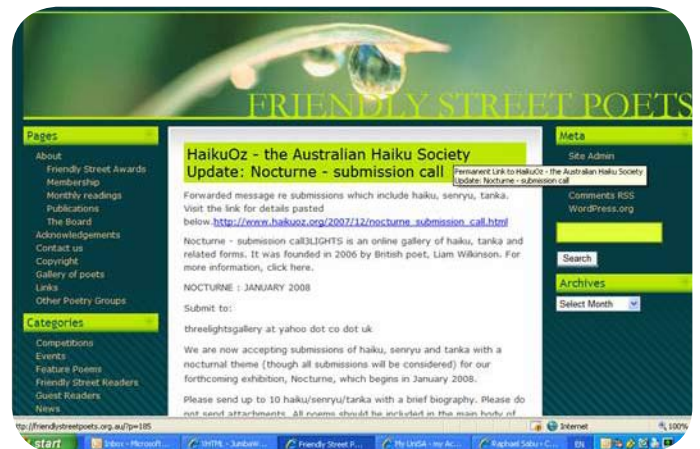 FRIENDLY STREET POETS
Pages
About
Friendly Street Awards
Membership
Monthly readings
Publications
The Board
Acknowledgements
Contact us
Copyright
Gallery of poets
Links
Other Poetry Groups
Categories
Competitions
Events
Feature Poems
Friendly Street Readers
Guest Readers
News
HaikuOz - the Australian Haiku Society
Update: Nocturne - submission call
Forwarded message re submissions which include haiku, senryu, tanka.
Visit the link for details pasted
below.http://www.haikuoz.org/2007/12/nocturne_submission_call.html
Nocturne - submission call3LIGHTS is an online gallery of haiku, tanka and
related forms. It was founded in 2006 by British poet, Liam Wilkinson. For
more information, click here.
NOCTURNE : JANUARY 2008
Submit to:
threelightsgallery at yahoo dot co dot uk
We are now accepting submissions of haiku, senryu and tanka with a
nocturnal theme (though all submissions will be considered) for our
forthcoming exhibition, Nocturne, which begins in January 2008.
Please send up to 10 haiku/senryu/tanka with a brief biography. Please do
not send attachments. All poems should be included in the main body of
Meta
Site Admin
Permanent Link to HaikuOz - the Australian Haiku Society
Update: Nocturne - submission call
Comments RSS
WordPress.org
Search
Archives
Select Month
ttp://friendlystreetpoets.org.au/?p=185
Internet
100%
start
Inbox - Microsoft ...
Friendly Street P...
My UniSA - my Ac...
EN